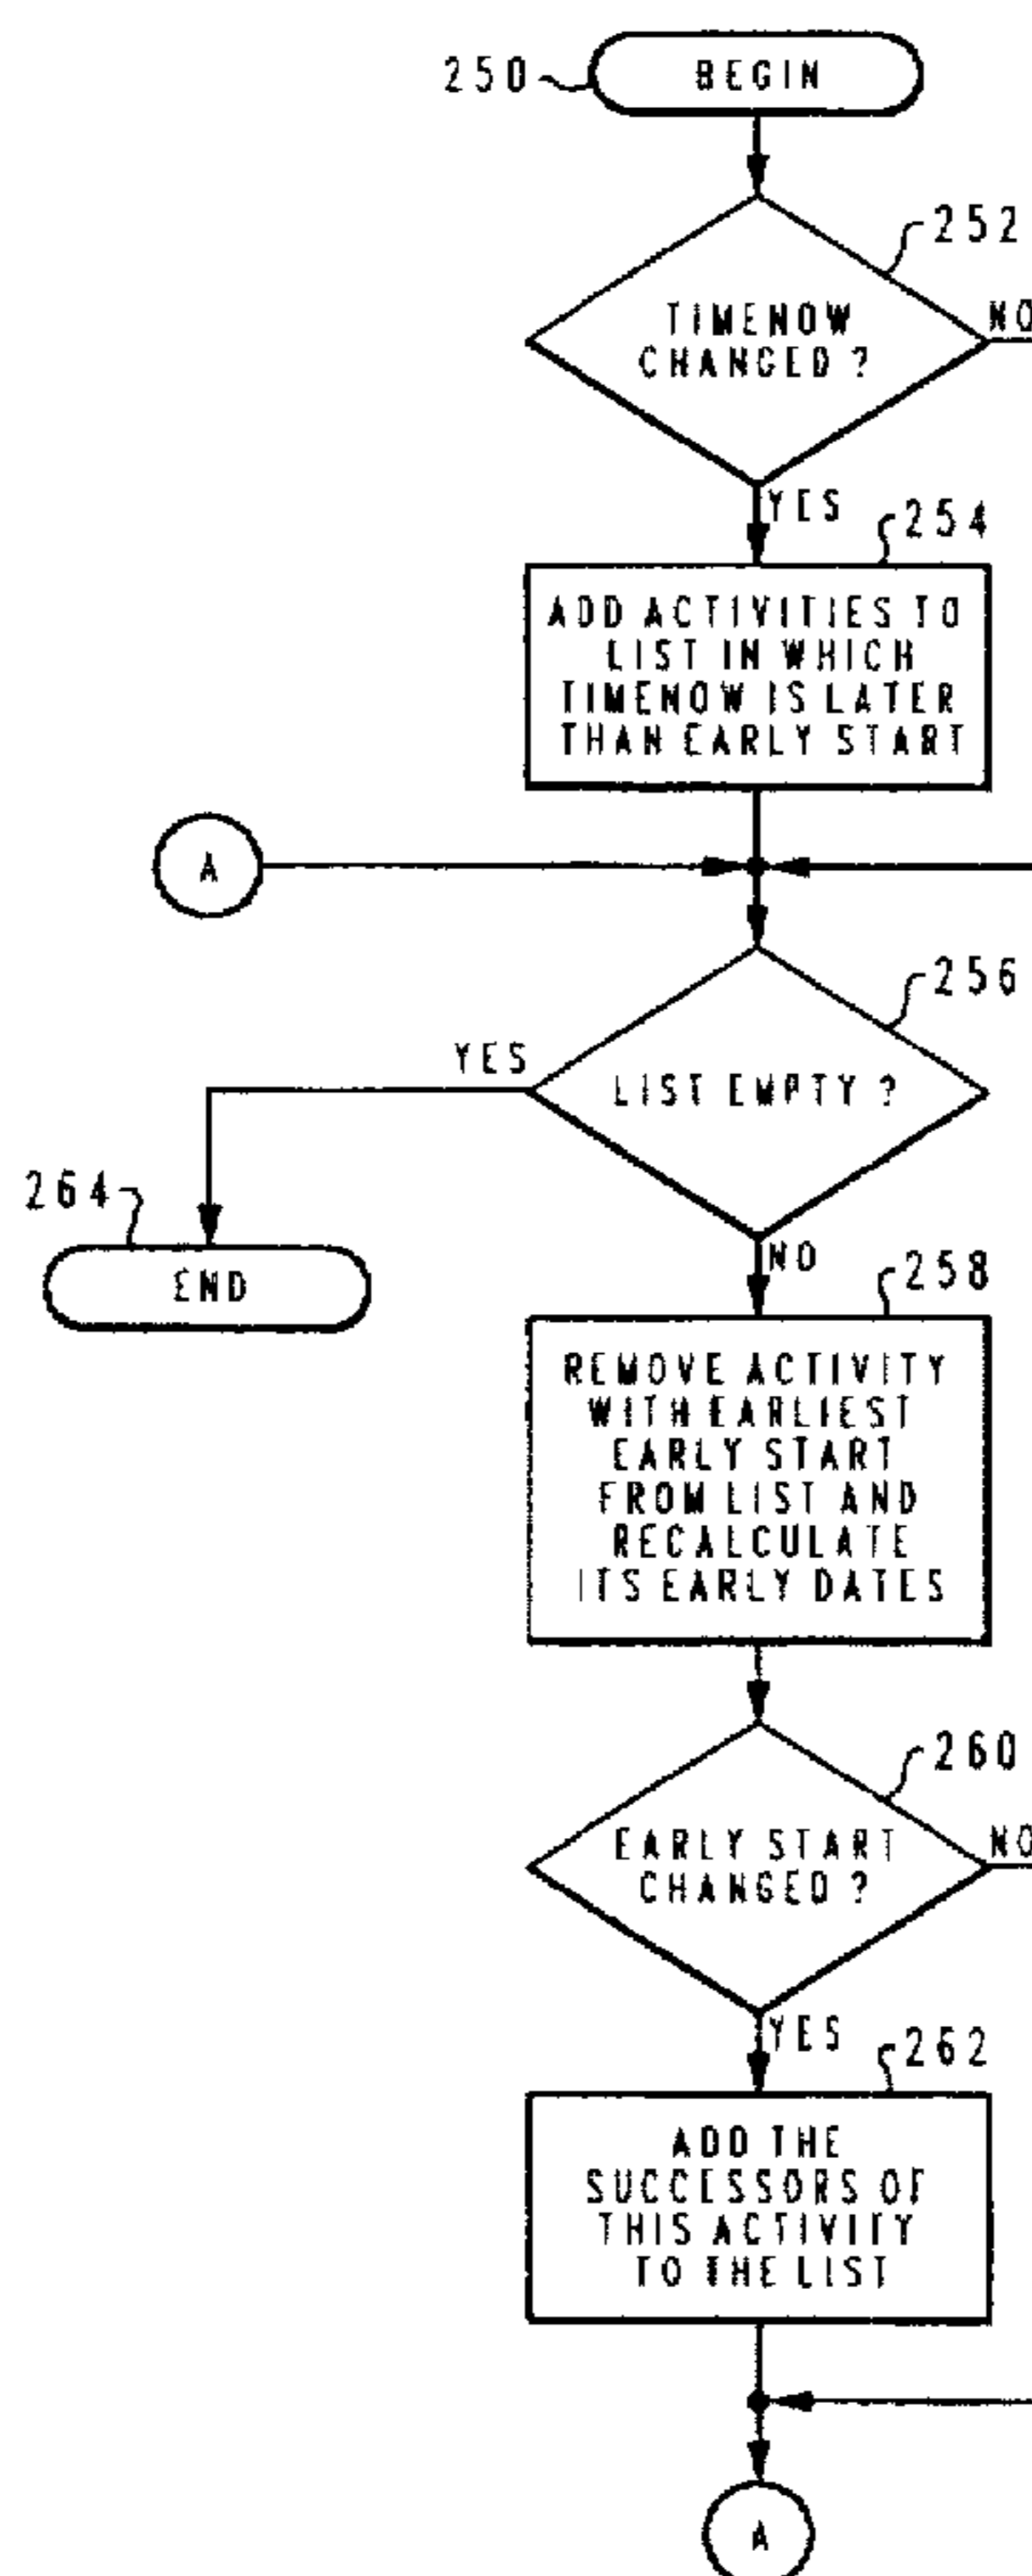 250
BEGIN
252
TIMENOW
CHANGED ?
NO
YES
254
ADD ACTIVITIES TO
LIST IN WHICH
TIMENOW IS LATER
THAN EARLY START
A
256
YES
LIST EMPTY ?
264
END
NO
258
REMOVE ACTIVITY
WITH EARLIEST
EARLY START
FROM LIST AND
RECALCULATE
ITS EARLY DATES
260
EARLY START
CHANGED ?
NO
YES
262
ADD THE
SUCCESSORS OF
THIS ACTIVITY
TO THE LIST
A